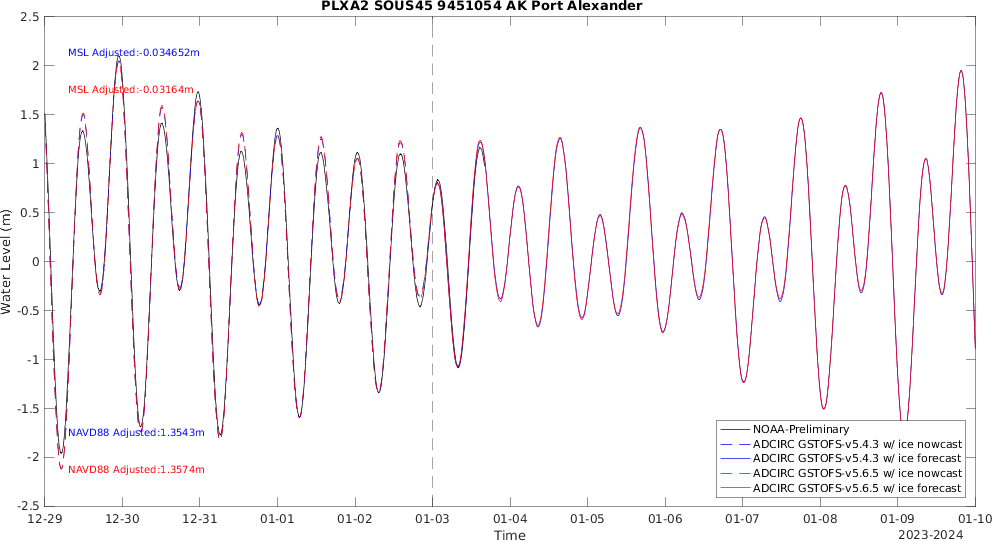 PLXA2 SOUS45 9451054 AK Port Alexander
2.5
2
1.5
1
0.5
0
-0.5
-1
-1.5
-2
-2.5
Water Level (m)
MSL Adjusted:-0.034652m
MSL Adjusted:-0.03164m
NAVD88 Adjusted:1.3543m
NAVD88 Adjusted:1.3574m
NOAA-Preliminary
ADCIRC GSTOFS-v5.4.3 w/ ice nowcast
ADCIRC GSTOFS-v5.4.3 w/ ice forecast
ADCIRC GSTOFS-v5.6.5 w/ ice nowcast
ADCIRC GSTOFS-v5.6.5 w/ ice forecast
12-29 12-30 12-31 01-01 01-02 01-03 01-04 01-05 01-06 01-07 01-08 01-09 01-10
Time
2023-2024